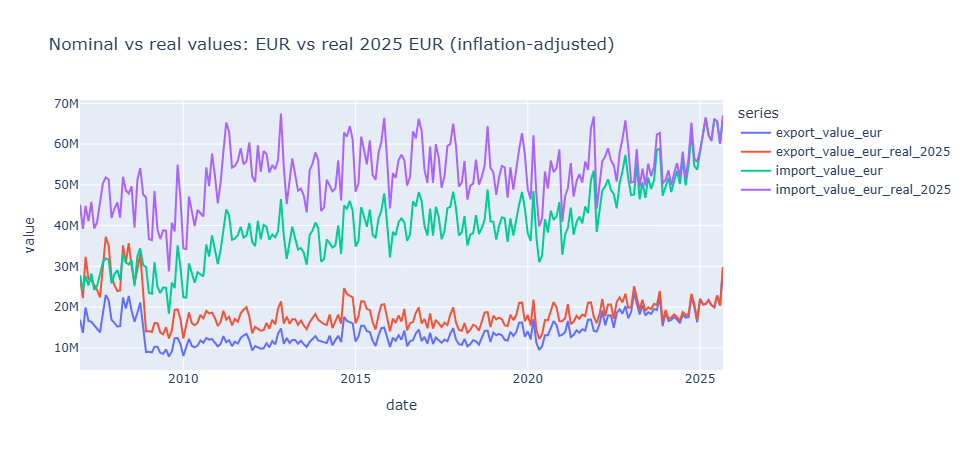 Nominal vs real values: EUR vs real 2025 EUR (inflation-adjusted)
series
export_value_eur
export_value_eur_real_2025
import_value_eur
import_value_eur_real_2025
value
70M
60M
50M
40M
30M
20M
10M
2010
2015
2020
2025
date